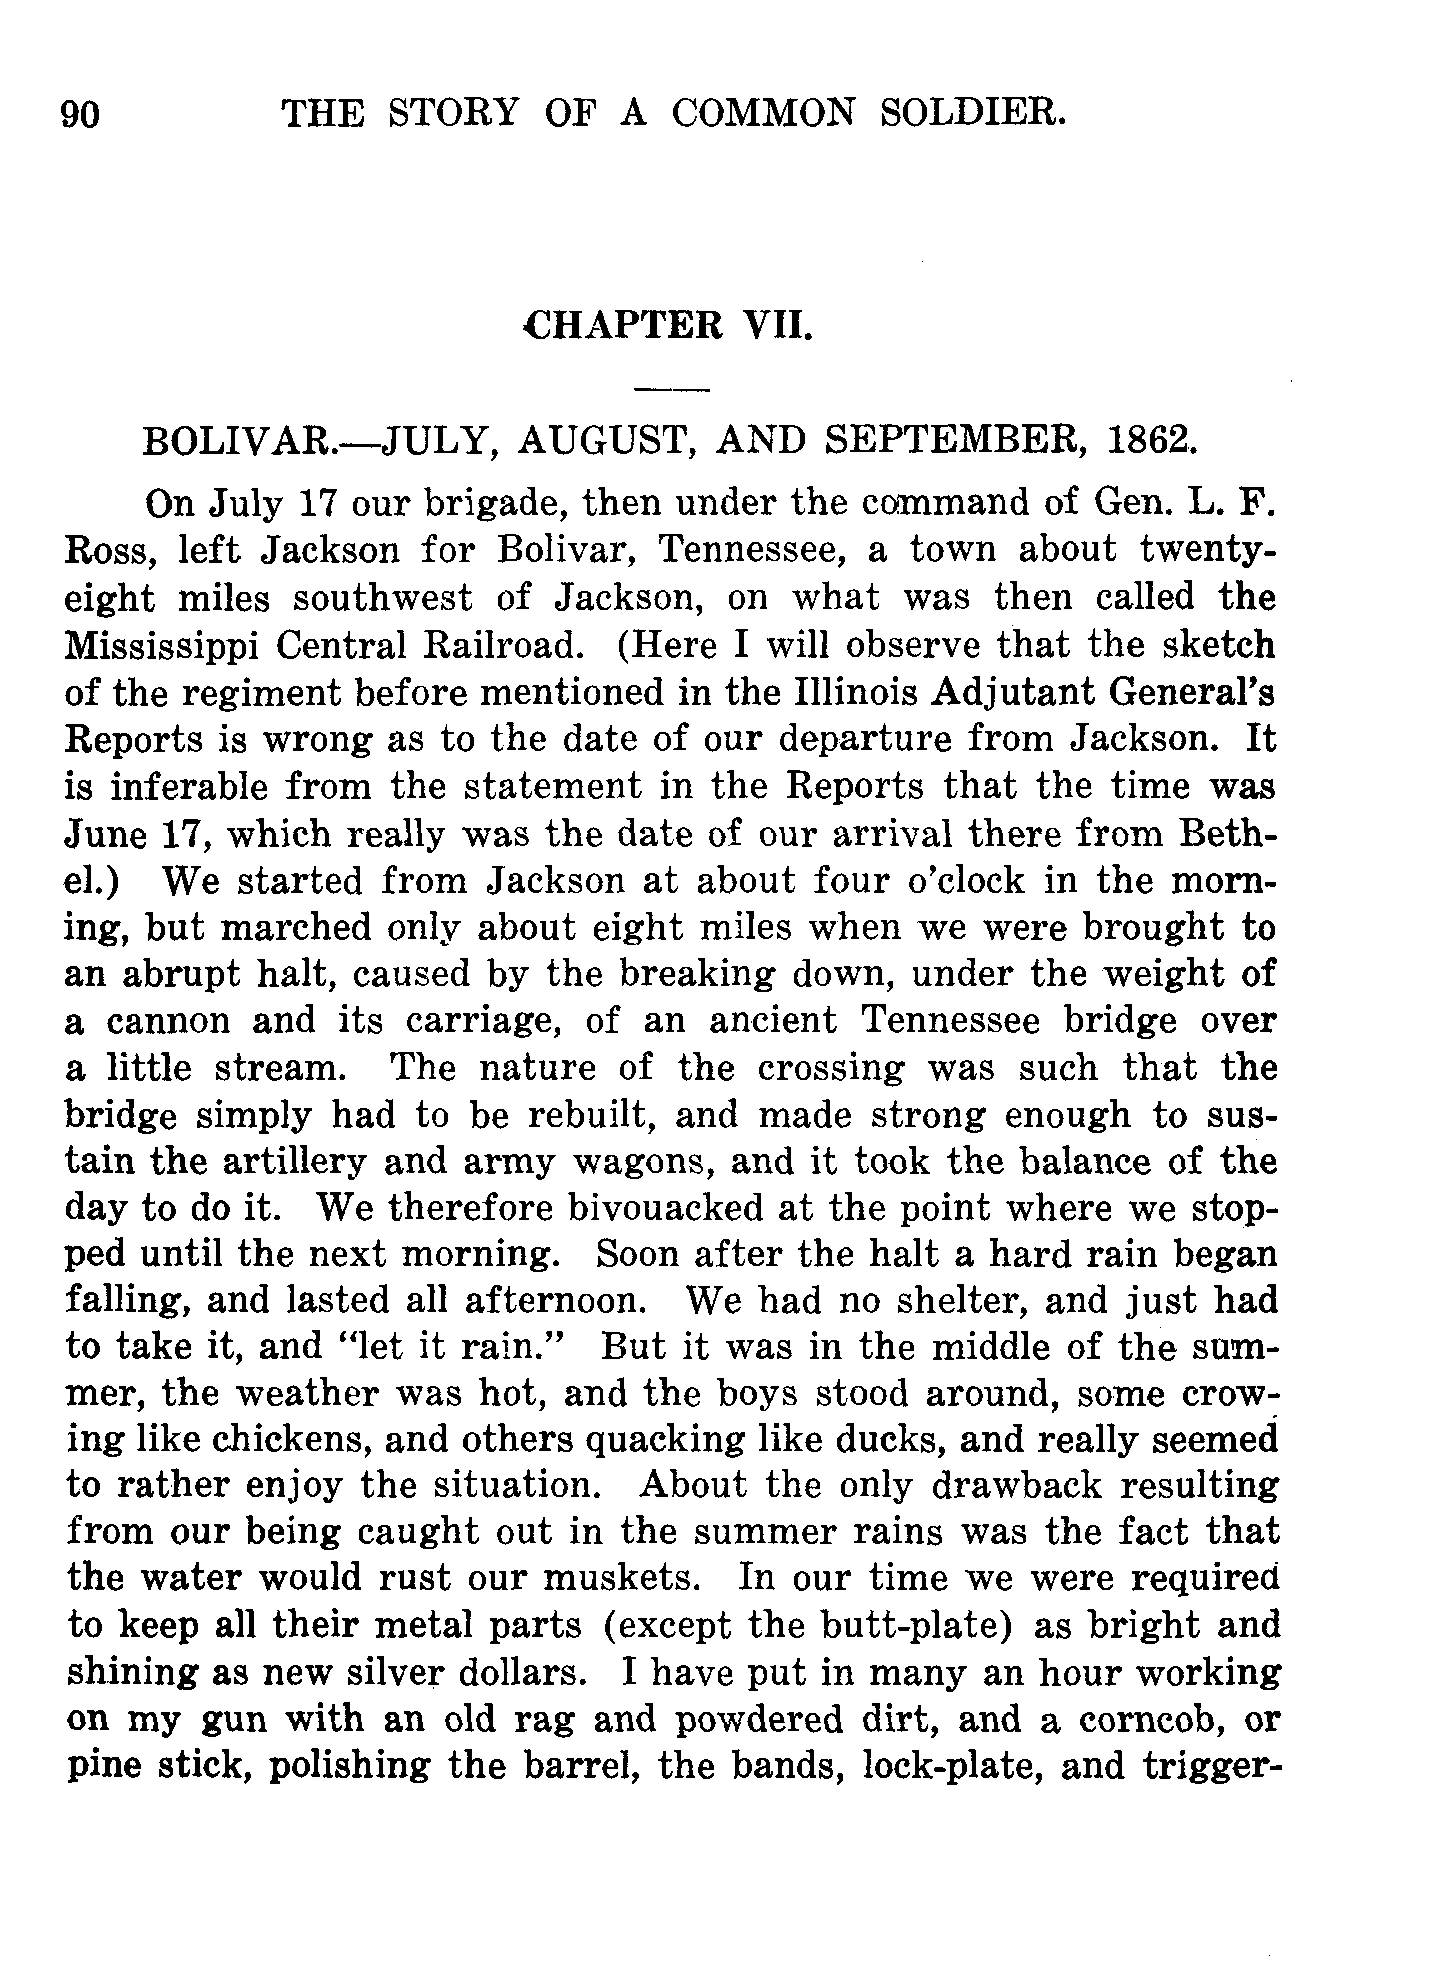 90 THE STORY OF A COMMON SOLDIER.
CHAPTER VII.
BOLIVAR.—JULY, AUGUST, AND SEPTEMBER, 1862.
On July 17 our brigade, then under the command of Gen. L. F.
Ross, left Jackson for Bolivar, Tennessee, a town about twenty-
eight miles southwest of Jackson, on what was then called the
Mississippi Central Railroad. (Here I will observe that the sketch
of the regiment before mentioned in the Illinois Adjutant General's
Reports is wrong as to the date of our departure from Jackson. It
is inferable from the statement in the Reports that the time was
June 17, which really was the date of our arrival there from Beth-
el.) We started from Jackson at about four o'clock in the morn-
ing, but marched only about eight miles when we were brought to
an abrupt halt, caused by the breaking down, under the weight of
a cannon and its carriage, of an ancient Tennessee bridge over
a little stream. The nature of the crossing was such that the
bridge simply had to be rebuilt, and made strong enough to sus-
tain the artillery and army wagons, and it took the balance of the
day to do it. We therefore bivouacked at the point where we stop-
ped until the next morning. Soon after the halt a hard rain began
falling, and lasted all afternoon. We had no shelter, and just had
to take it, and "let it rain." But it was in the middle of the sum-
mer, the weather was hot, and the boys stood around, some crow-
ing like chickens, and others quacking like ducks, and really seemed
to rather enjoy the situation. About the only drawback resulting
from our being caught out in the summer rains was the fact that
the water would rust our muskets. In our time we were required
to keep all their metal parts (except the butt-plate) as bright and
shining as new silver dollars. I have put in many an hour working
on my gun with an old rag and powdered dirt, and a corncob, or
pine stick, polishing the barrel, the bands, lock-plate, and trigger-